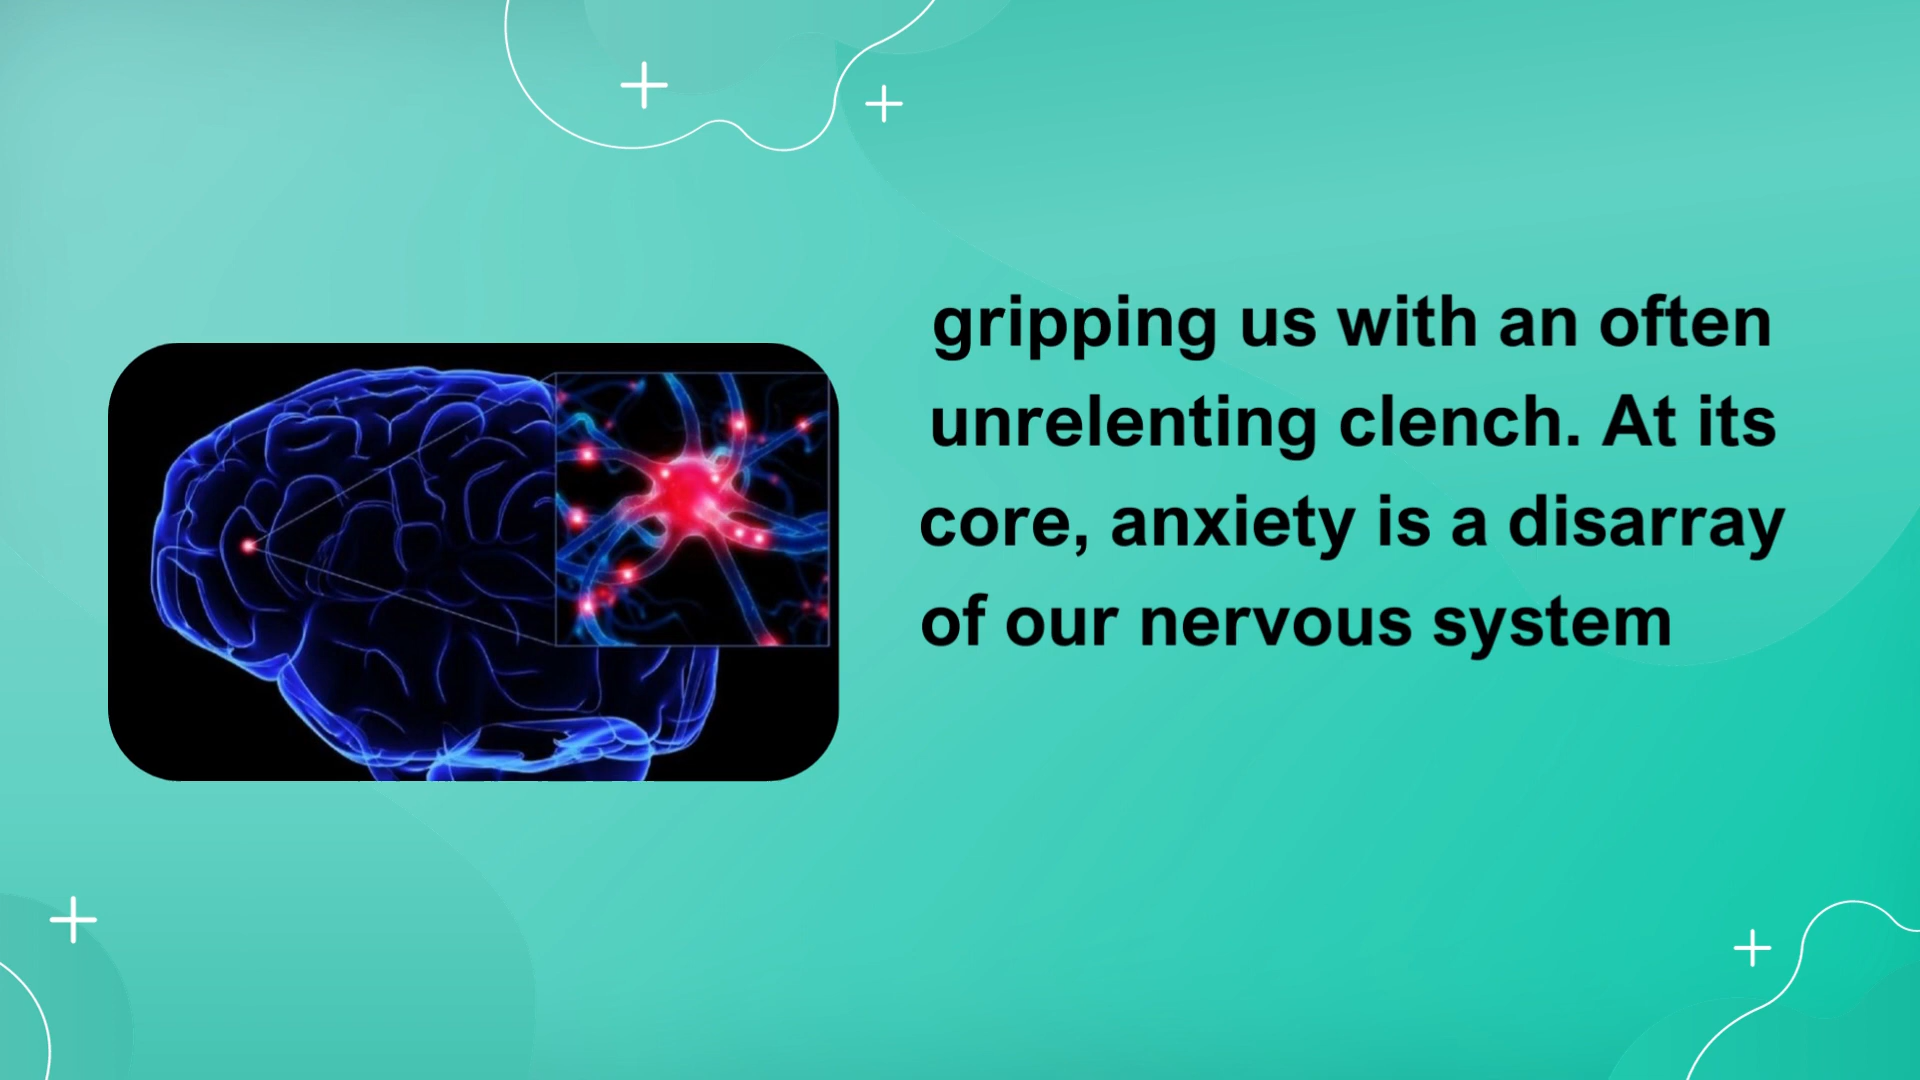 gripping us with an often
unrelenting clench. At its
core, anxiety is a disarray
of our nervous system